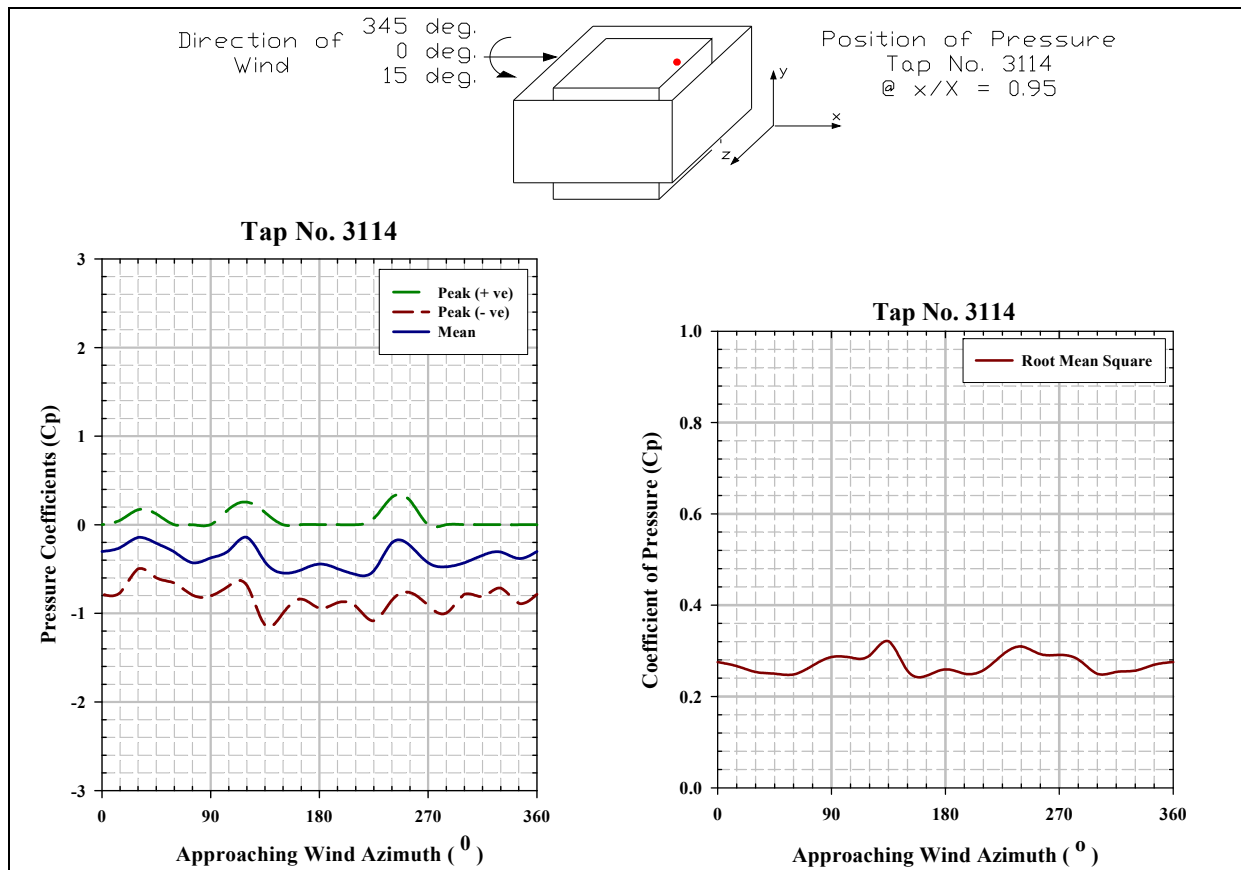 Direction of
Wind
345 deg.
0 deg.
15 deg.
Position of Pressure
Tap No. 3114
@ x/X = 0.95
y
x
z
Tap No. 3114
Pressure Coefficients (Cp)
3
2
1
0
-1
-2
-3
Peak (+ ve)
Peak (- ve)
Mean
0 90 180 270 360
Approaching Wind Azimuth ( 0 )
Tap No. 3114
Coefficient of Pressure (Cp)
1.0
0.8
0.6
0.4
0.2
0.0
Root Mean Square
0 90 180 270 360
Approaching Wind Azimuth ( o )